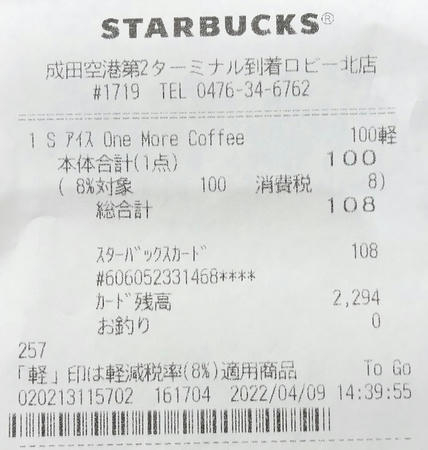 STARBUCKS®
成田空港第2ターミナル到着ロビー北店
#1719 TEL 0476-34-6762
1 S ｱｲｽ One More Coffee 100軽
本体合計(1点) 100
( 8%対象 100 消費税 8)
総合計 108
ｽﾀｰﾊﾞｯｸｽｶｰﾄﾞ 108
#606052331468****
ｶｰﾄﾞ残高 2,294
お釣り 0
257
「軽」印は軽減税率(8%)適用商品 To Go
020213115702 161704 2022/04/09 14:39:55